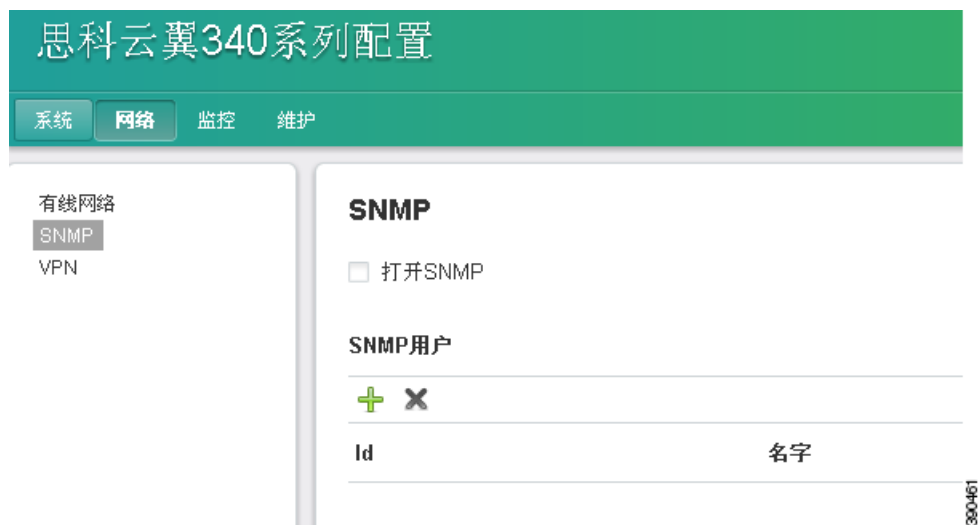 思科云翼340系列配置
系统 网络 监控 维护
有线网络
SNMP
VPN
SNMP
打开SNMP
SNMP用户
Id 名字
390461